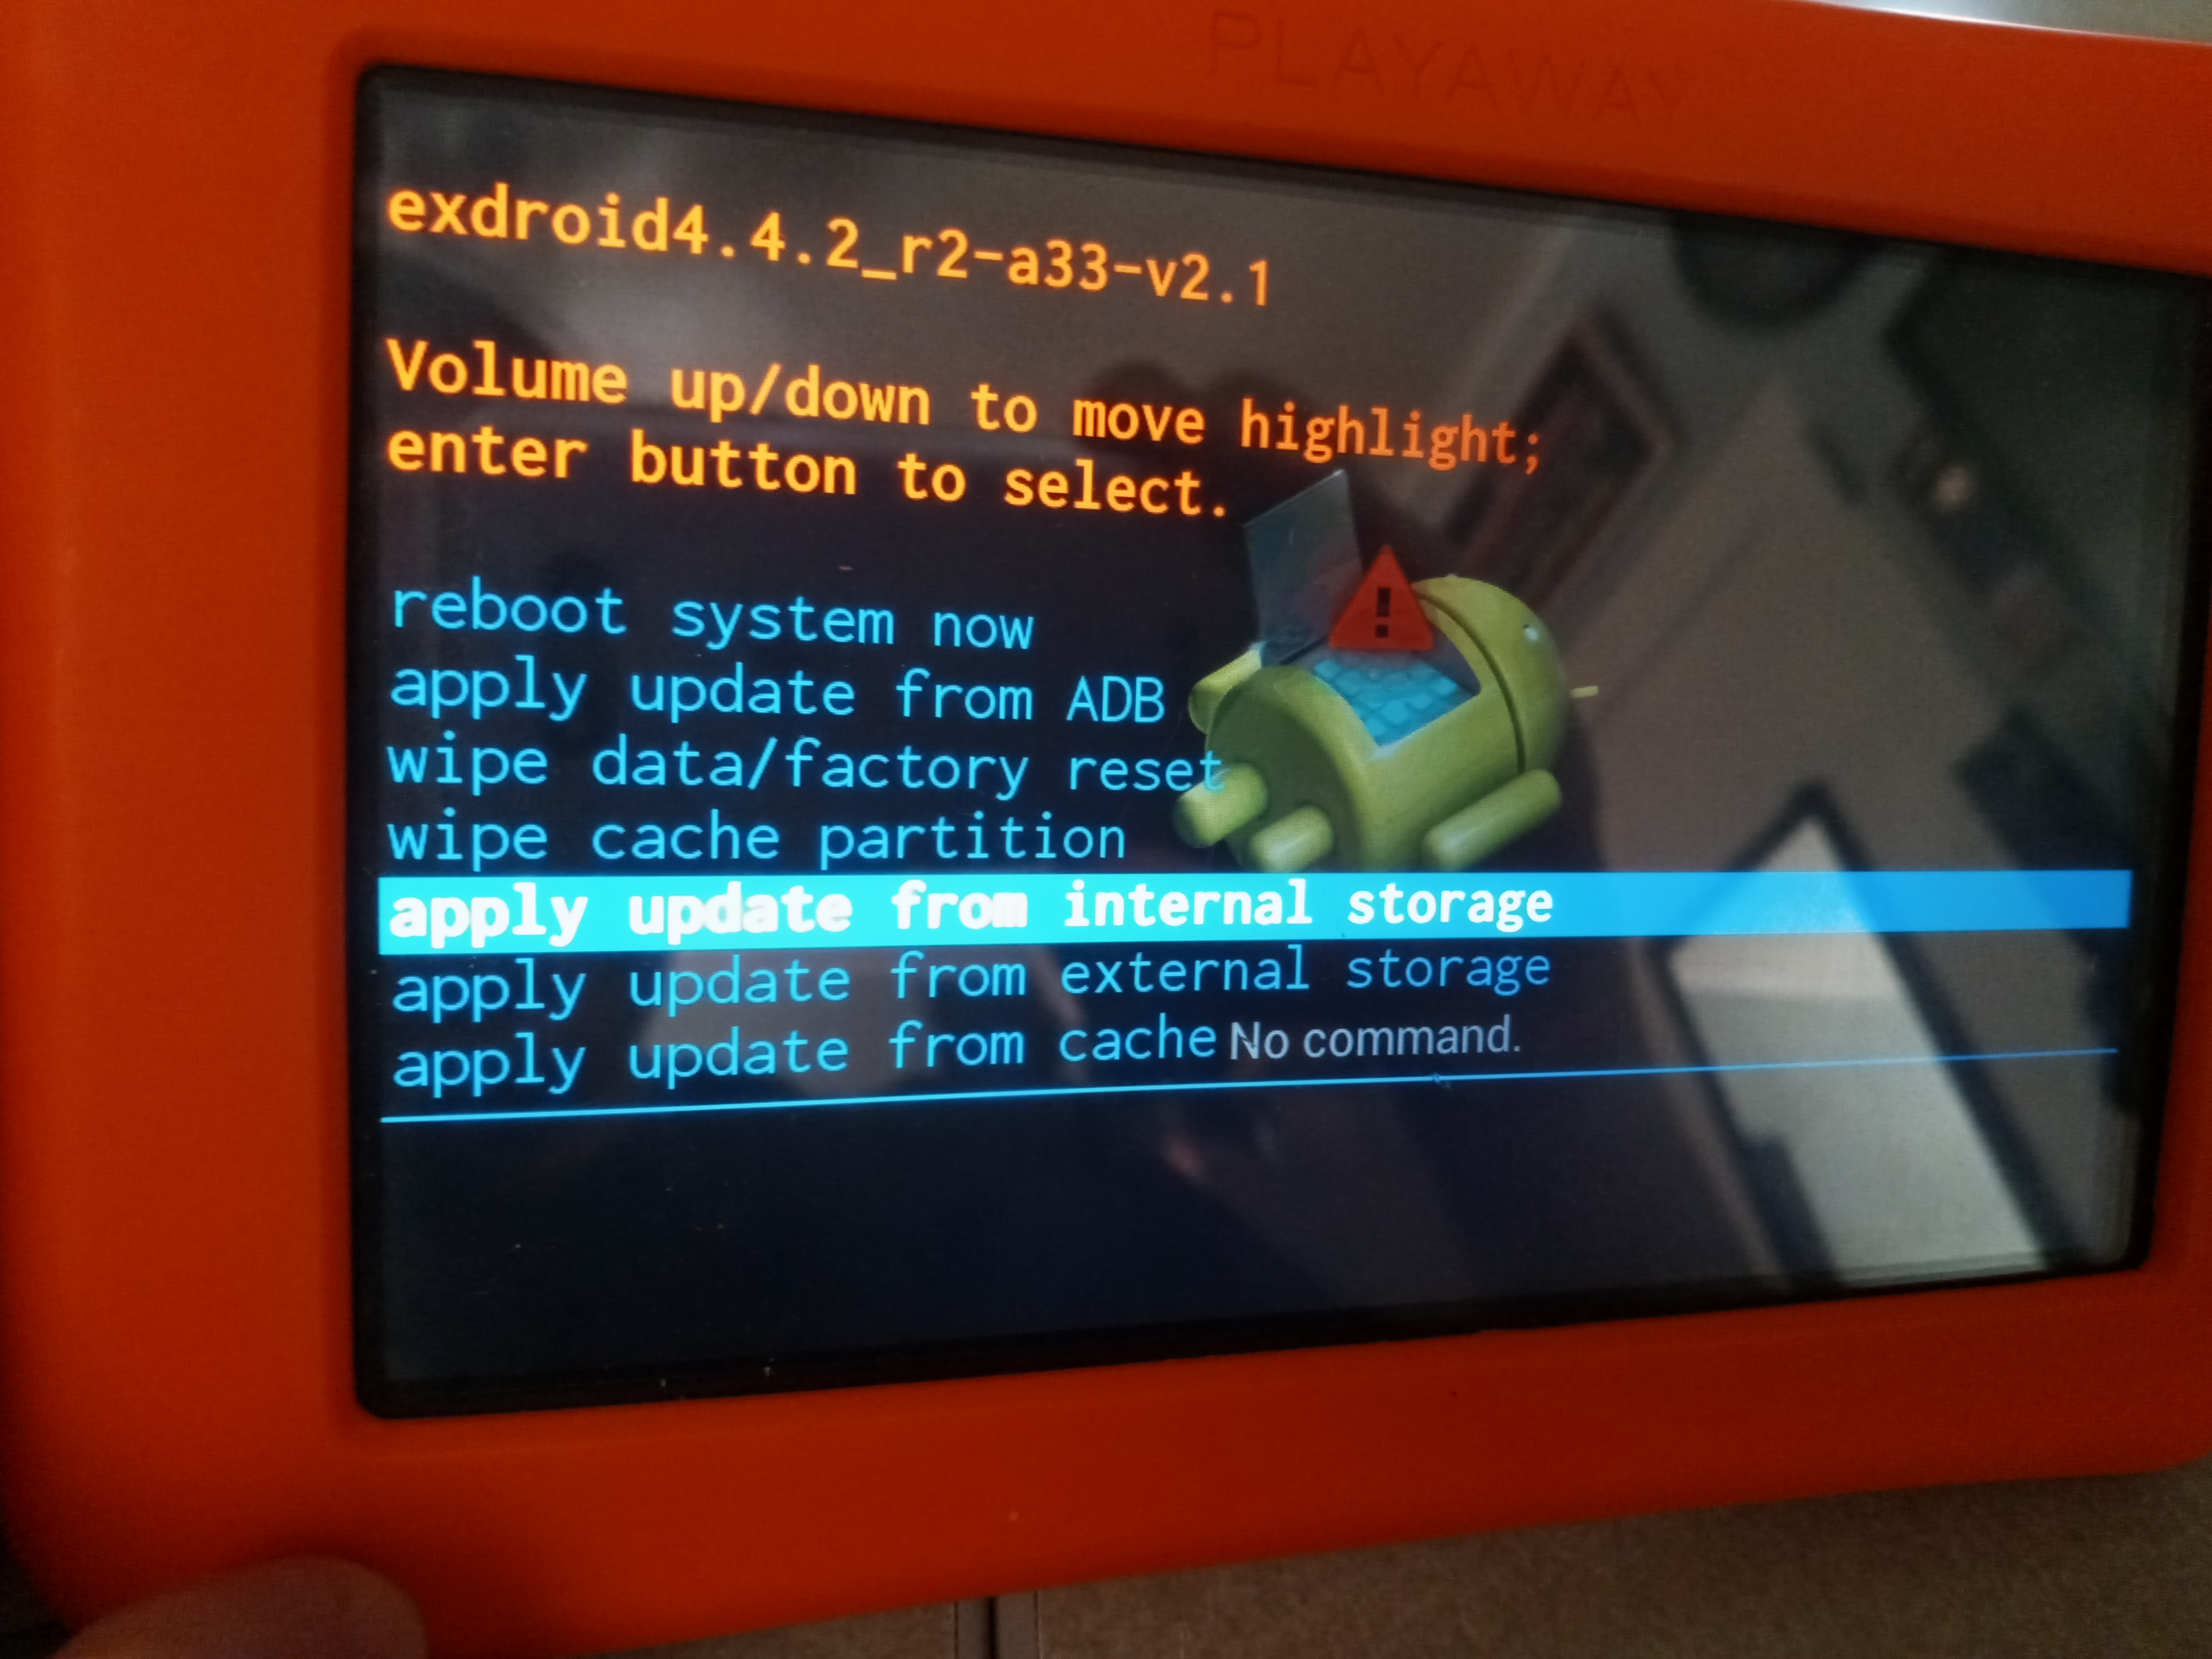 PLAYAWAY
exdroid4.4.2_r2-a33-v2.1
Volume up/down to move highlight;
enter button to select.
reboot system now
apply update from ADB
wipe data/factory reset
wipe cache partition
apply update from internal storage
apply update from external storage
apply update from cache No command.